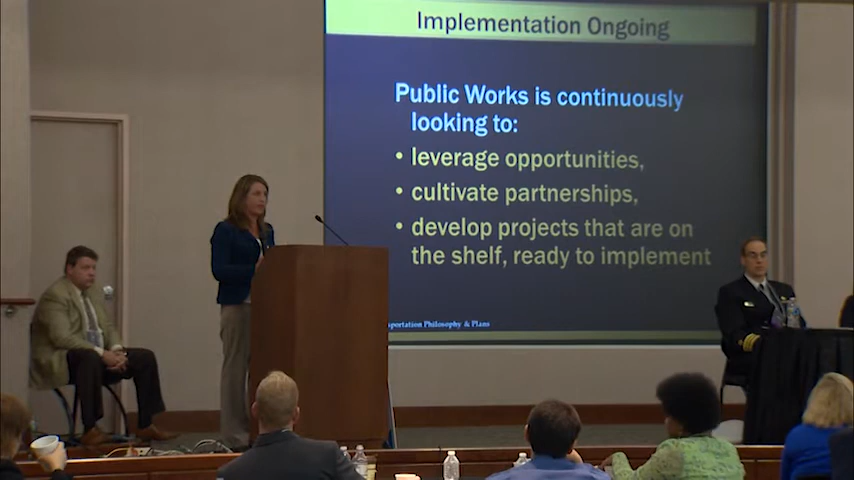 Implementation Ongoing
Public Works is continuously
looking to:
• leverage opportunities,
• cultivate partnerships,
• develop projects that are on
the shelf, ready to implement
portation Philosophy & Plans